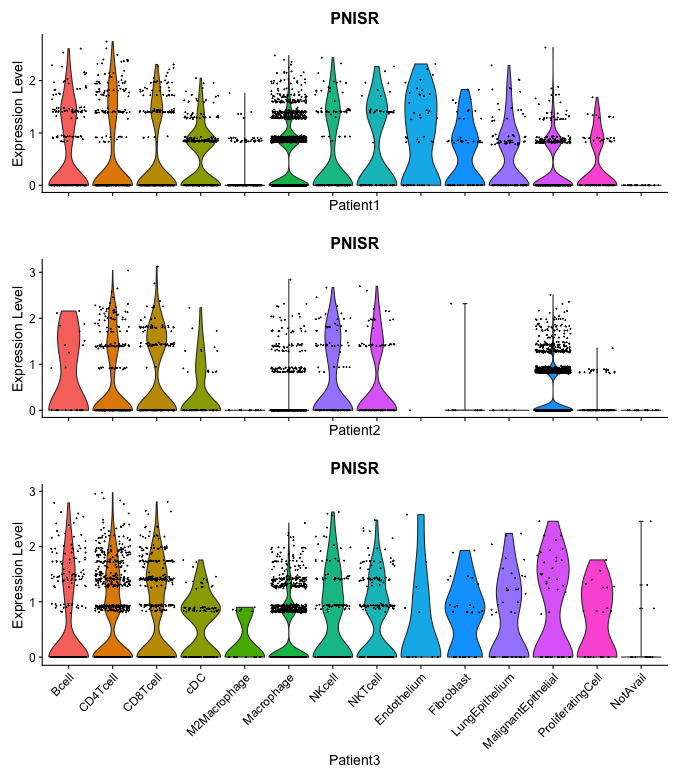 PNISR
Expression Level
2
1
0
Patient1
PNISR
Expression Level
3
2
1
0
Patient2
PNISR
Expression Level
3
2
1
0
Bcell
CD4Tcell
CD8Tcell
cDC
M2Macrophage
Macrophage
NKcell
NKTcell
Endothelium
Fibroblast
LungEpithelium
MalignantEpithelial
ProliferatingCell
NotAvail
Patient3